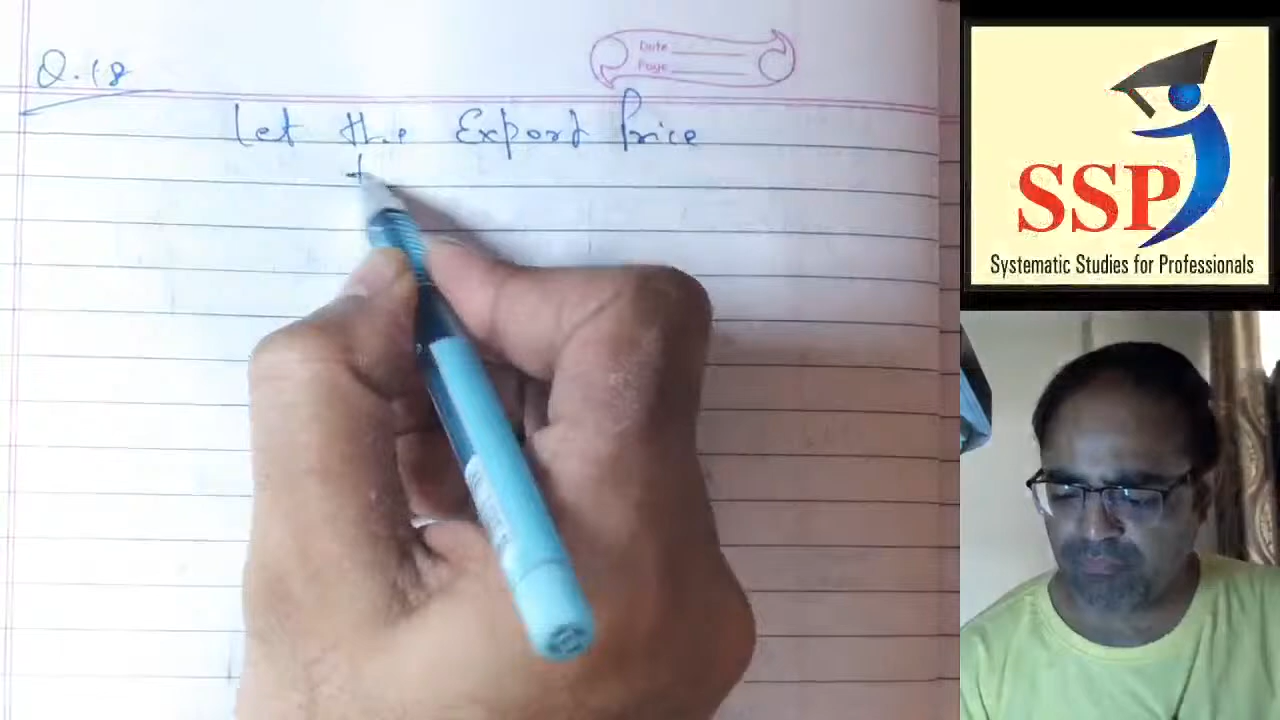 Q.18
Date
Page
Let the Export Price
SSP
Systematic Studies for Professionals